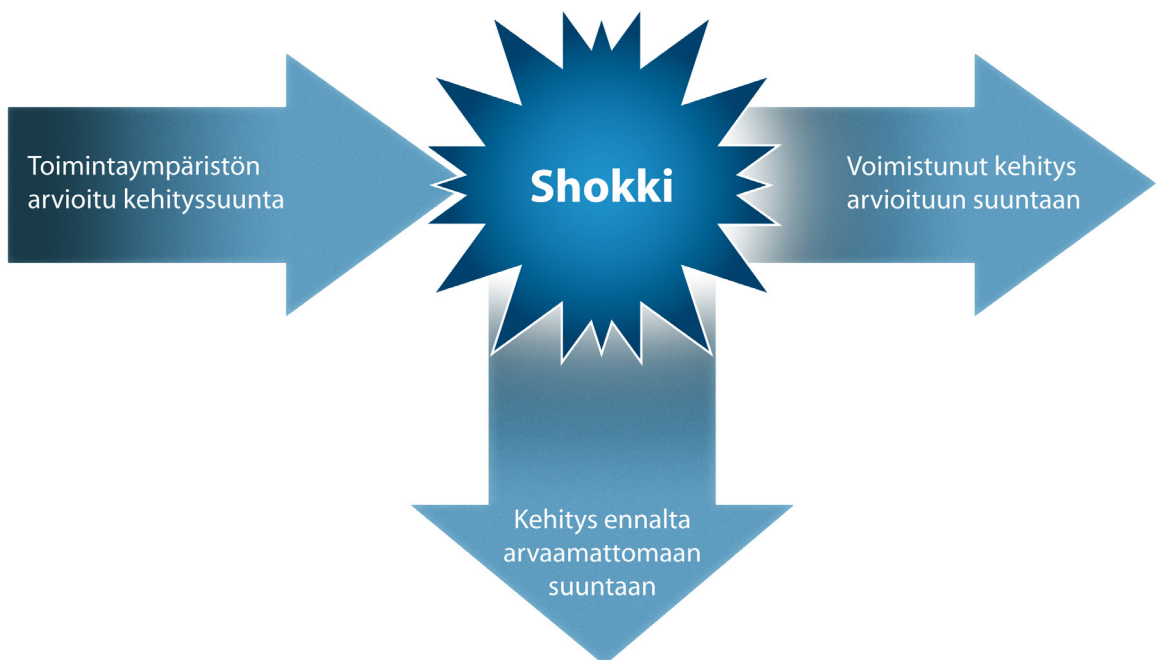 Toimintaympäristön
arvioitu kehityssuunta
Shokki
Voimistunut kehitys
arvioituun suuntaan
Kehitys ennalta
arvaamattomaan
suuntaan